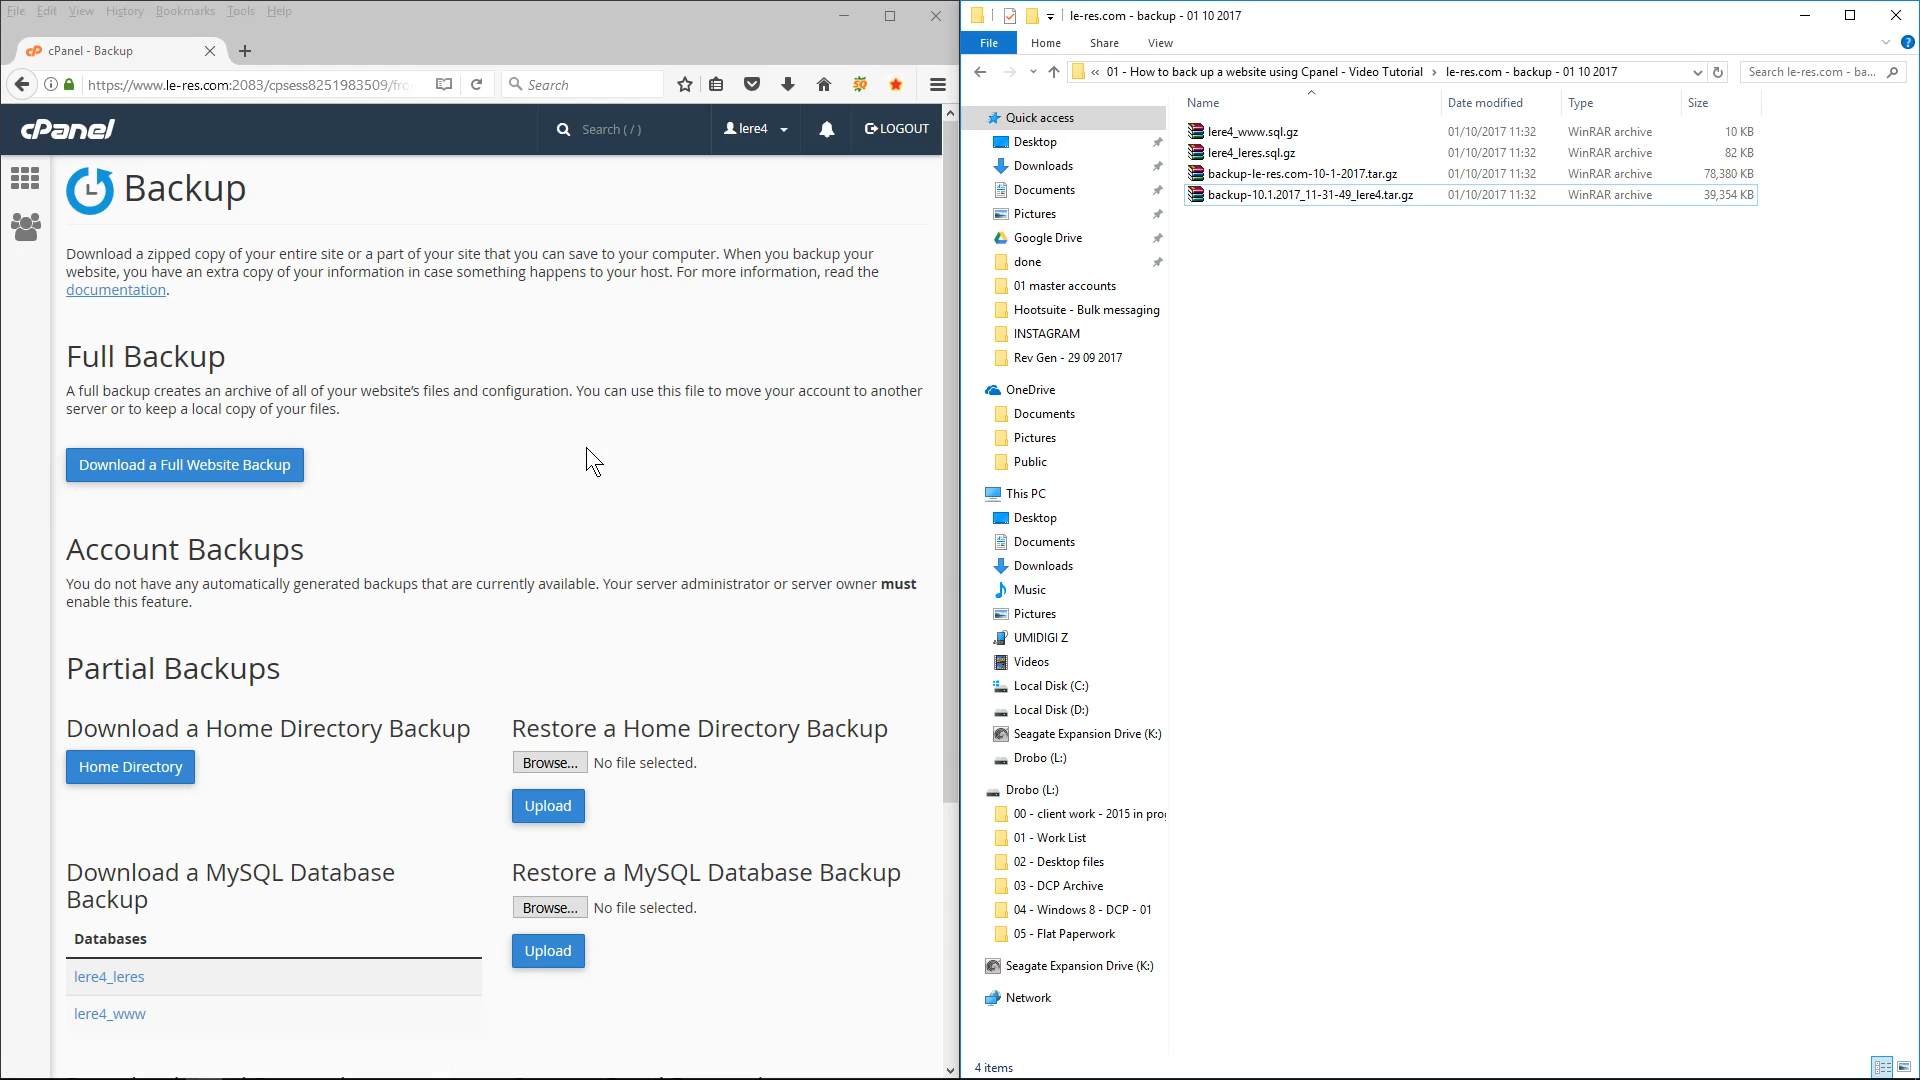 File Edit View History Bookmarks Tools Help
cPanel - Backup
https://www.le-res.com:2083/cpsess8251983509/fro
Search
cPanel
Search ( / )
lere4
LOGOUT
Backup
Download a zipped copy of your entire site or a part of your site that you can save to your computer. When you backup your
website, you have an extra copy of your information in case something happens to your host. For more information, read the
documentation.
Full Backup
A full backup creates an archive of all of your website's files and configuration. You can use this file to move your account to another
server or to keep a local copy of your files.
Download a Full Website Backup
Account Backups
You do not have any automatically generated backups that are currently available. Your server administrator or server owner must
enable this feature.
Partial Backups
Download a Home Directory Backup
Home Directory
Restore a Home Directory Backup
Browse... No file selected.
Upload
Download a MySQL Database
Backup
Databases
lere4_leres
lere4_www
Restore a MySQL Database Backup
Browse... No file selected.
Upload
le-res.com - backup - 01 10 2017
File Home Share View
« 01 - How to back up a website using Cpanel - Video Tutorial › le-res.com - backup - 01 10 2017
Search le-res.com - ba...
Quick access
Desktop
Downloads
Documents
Pictures
Google Drive
done
01 master accounts
Hootsuite - Bulk messaging
INSTAGRAM
Rev Gen - 29 09 2017
OneDrive
Documents
Pictures
Public
This PC
Desktop
Documents
Downloads
Music
Pictures
UMIDIGI Z
Videos
Local Disk (C:)
Local Disk (D:)
Seagate Expansion Drive (K:)
Drobo (L:)
Drobo (L:)
00 - client work - 2015 in pro
01 - Work List
02 - Desktop files
03 - DCP Archive
04 - Windows 8 - DCP - 01
05 - Flat Paperwork
Seagate Expansion Drive (K:)
Network
Name Date modified Type Size
lere4_www.sql.gz 01/10/2017 11:32 WinRAR archive 10 KB
lere4_leres.sql.gz 01/10/2017 11:32 WinRAR archive 82 KB
backup-le-res.com-10-1-2017.tar.gz 01/10/2017 11:32 WinRAR archive 78,380 KB
backup-10.1.2017_11-31-49_lere4.tar.gz 01/10/2017 11:32 WinRAR archive 39,354 KB
4 items